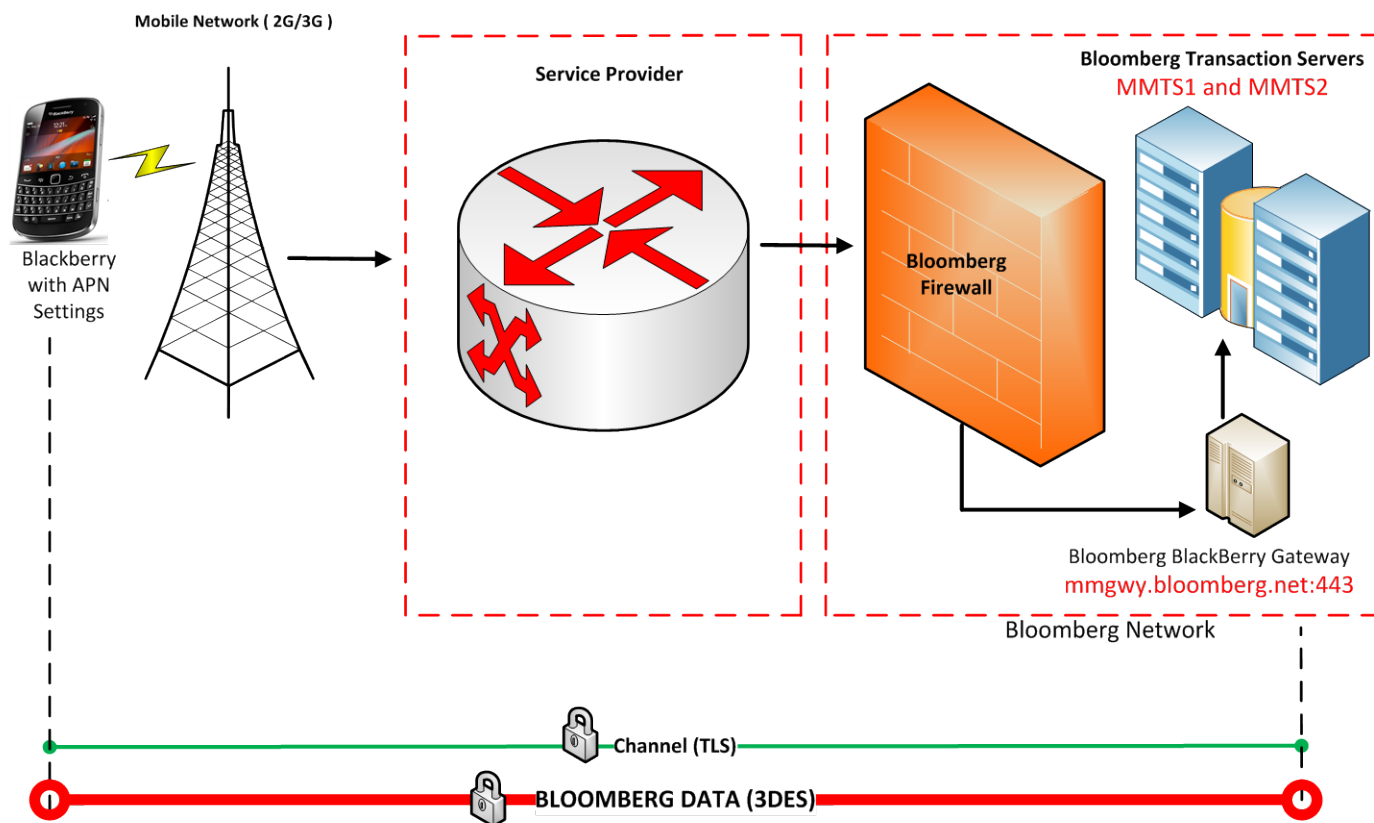 Mobile Network ( 2G/3G )
Service Provider
Bloomberg Transaction Servers
MMTS1 and MMTS2
Blackberry
with APN
Settings
Bloomberg
Firewall
Bloomberg BlackBerry Gateway
mmgwy.bloomberg.net:443
Bloomberg Network
Channel (TLS)
BLOOMBERG DATA (3DES)